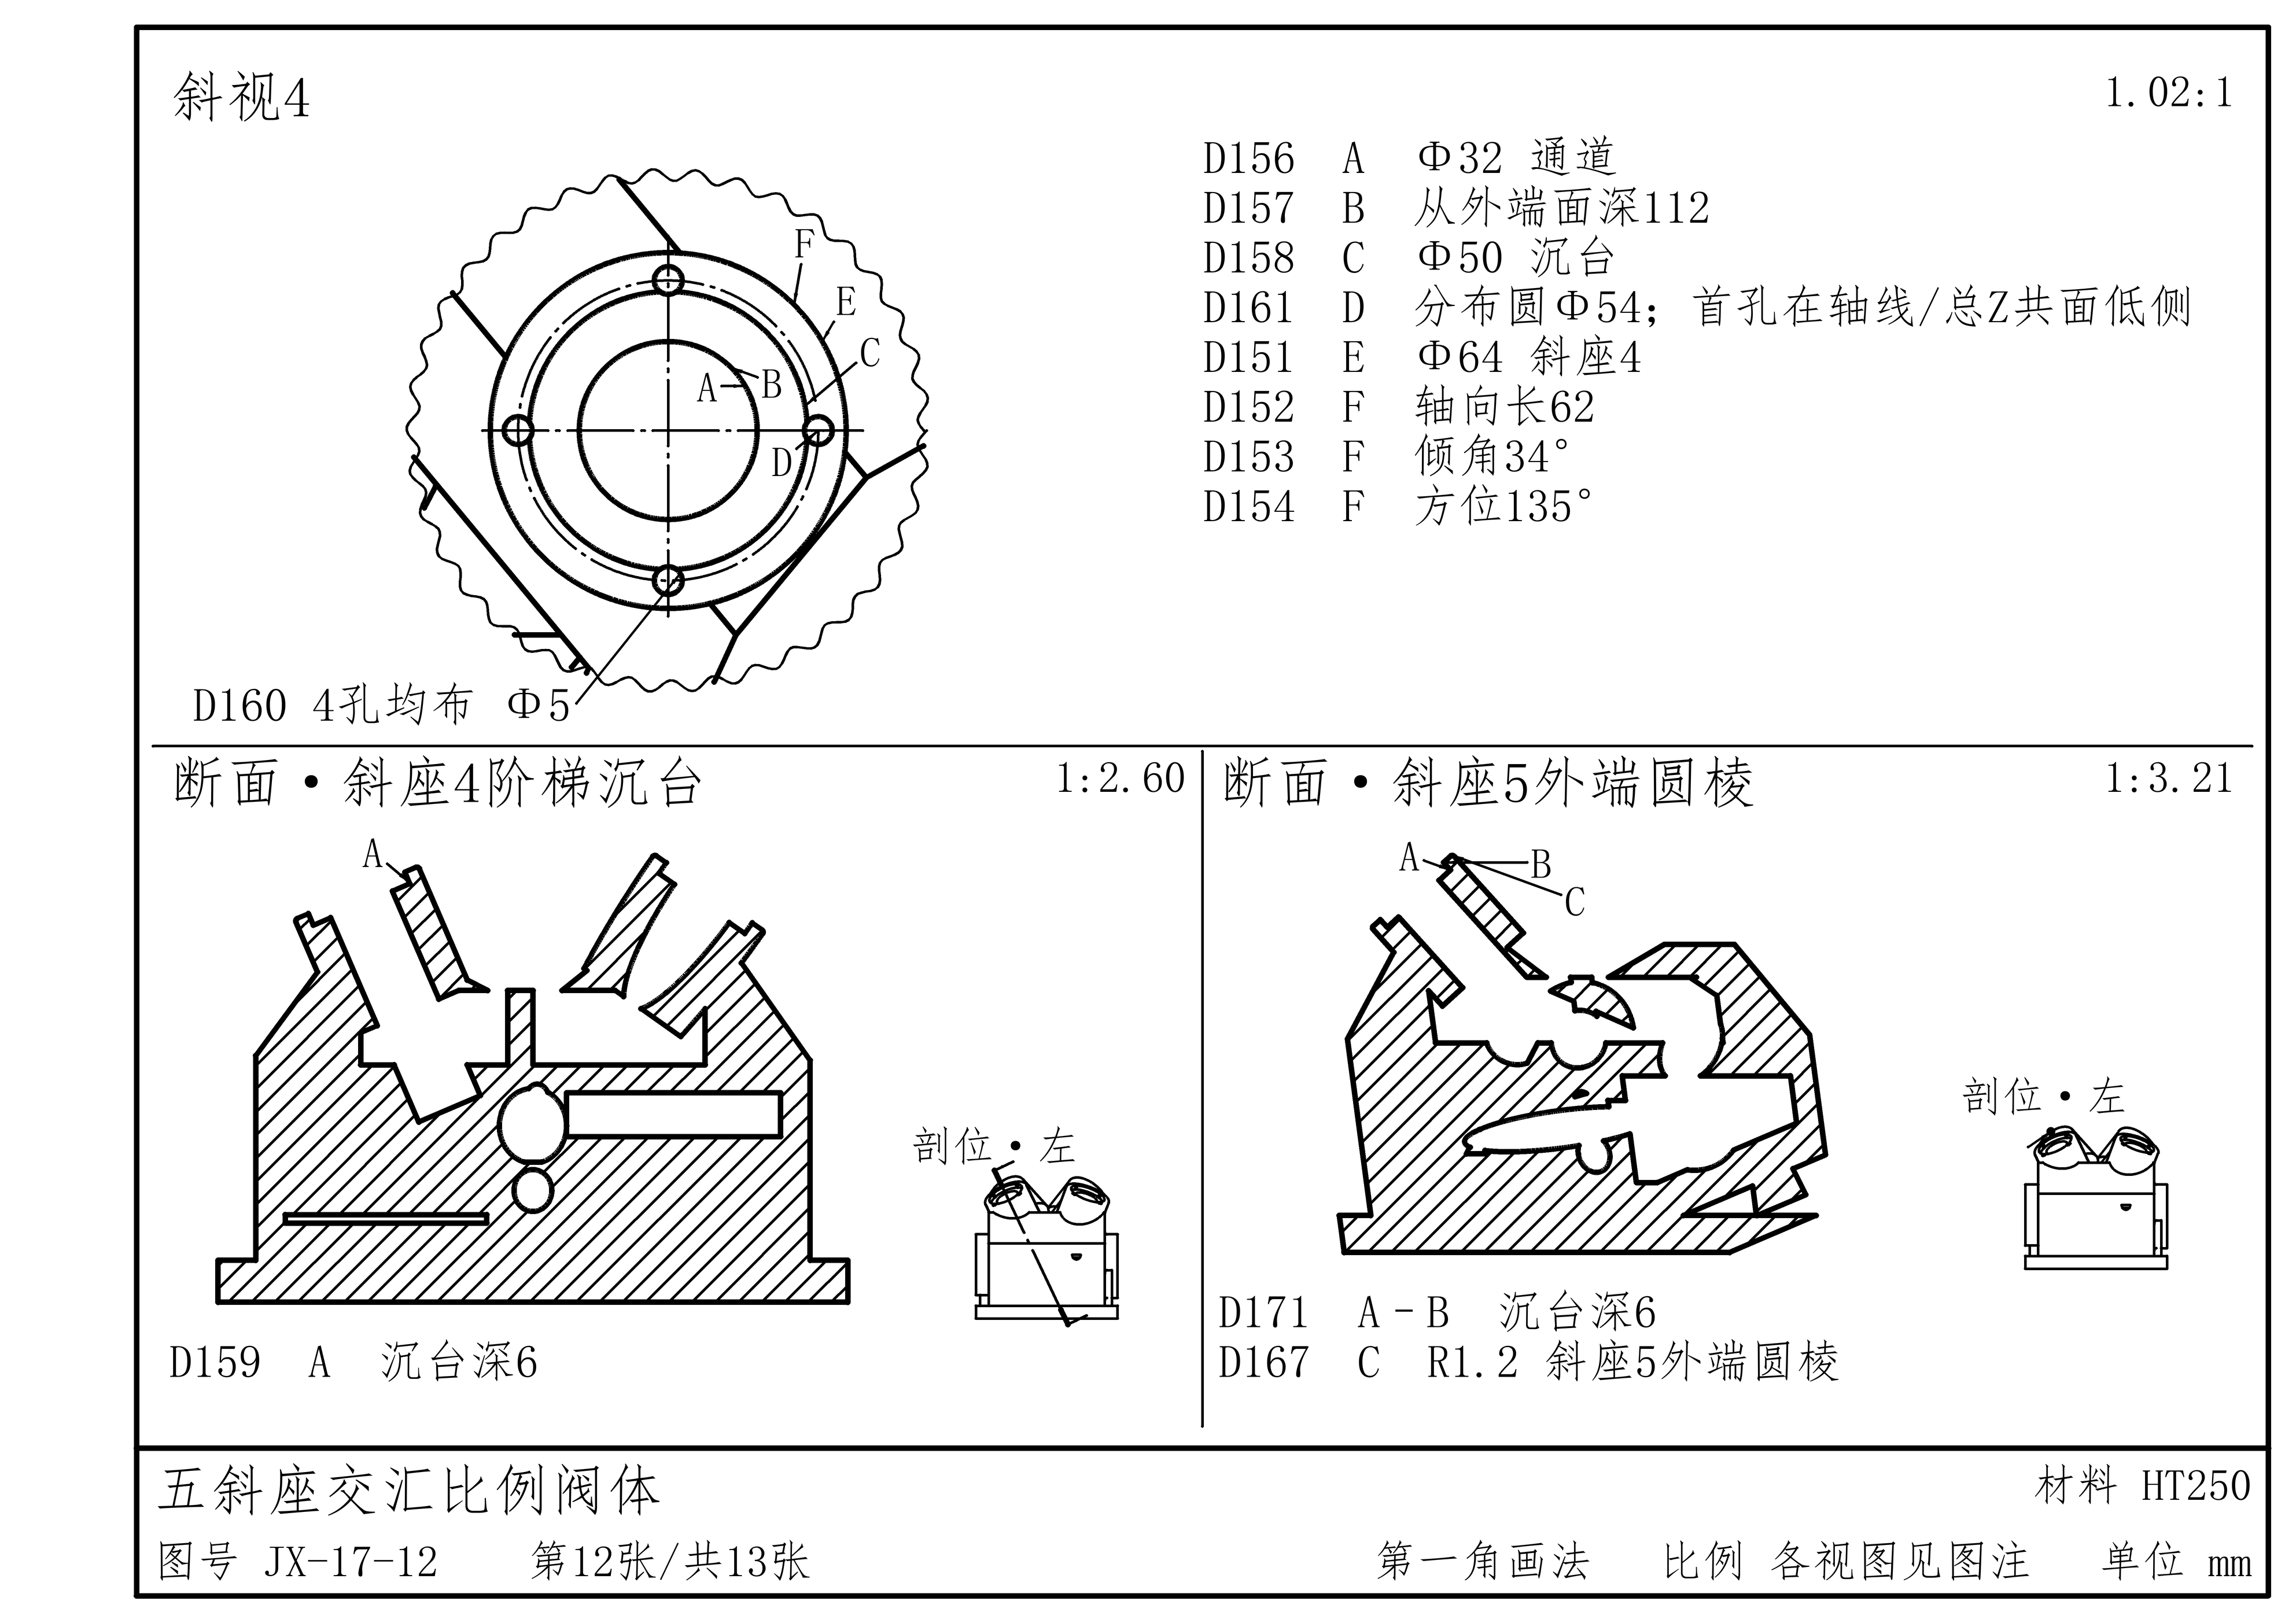 斜视4
1.02:1
D156 A Φ32 通道
D157 B 从外端面深112
D158 C Φ50 沉台
D161 D 分布圆Φ54; 首孔在轴线/总Z共面低侧
D151 E Φ64 斜座4
D152 F 轴向长62
D153 F 倾角34°
D154 F 方位135°
F
E
C
A
B
D
D160 4孔均布 Φ5
断面·斜座4阶梯沉台
1:2.60
A
剖位·左
D159 A 沉台深6
断面·斜座5外端圆棱
1:3.21
A
B
C
剖位·左
D171 A-B 沉台深6
D167 C R1.2 斜座5外端圆棱
五斜座交汇比例阀体
材料 HT250
图号 JX-17-12 第12张/共13张
第一角画法 比例 各视图见图注 单位 mm